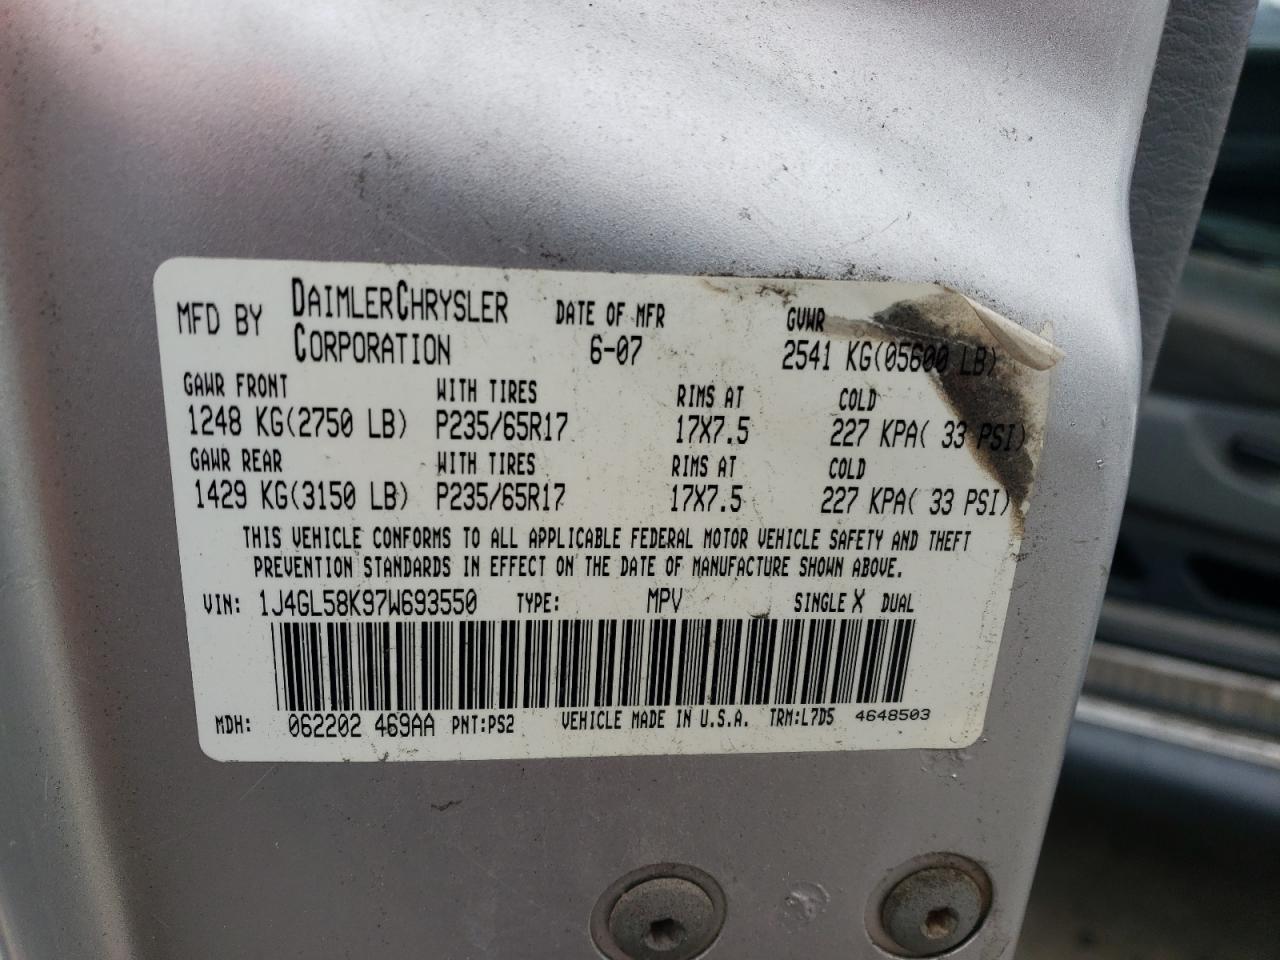 MFD BY DAIMLERCHRYSLER CORPORATION DATE OF MFR 6-07 GVWR 2541 KG(05600 LB)
GAWR FRONT WITH TIRES RIMS AT COLD
1248 KG(2750 LB) P235/65R17 17X7.5 227 KPA( 33 PSI)
GAWR REAR WITH TIRES RIMS AT COLD
1429 KG(3150 LB) P235/65R17 17X7.5 227 KPA( 33 PSI)
THIS VEHICLE CONFORMS TO ALL APPLICABLE FEDERAL MOTOR VEHICLE SAFETY AND THEFT
PREVENTION STANDARDS IN EFFECT ON THE DATE OF MANUFACTURE SHOWN ABOVE.
VIN: 1J4GL58K97W693550 TYPE: MPV SINGLE X DUAL
MDH: 062202 469AA PNT:PS2 VEHICLE MADE IN U.S.A. TRM:L7D5 4648503